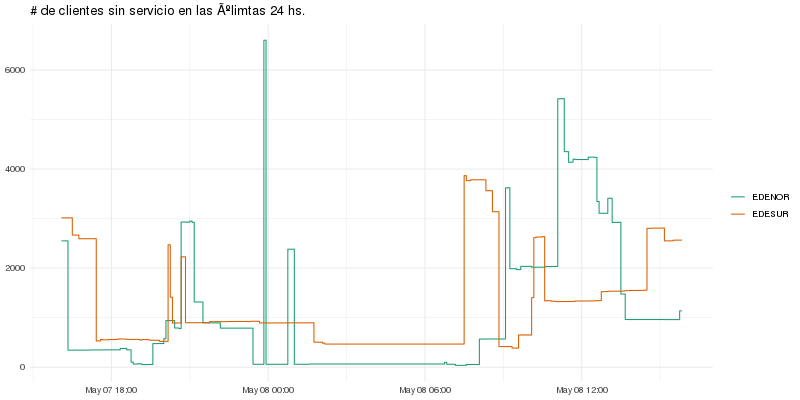 # de clientes sin servicio en las Ãºlimtas 24 hs.
6000
4000
2000
0
May 07 18:00
May 08 00:00
May 08 06:00
May 08 12:00
EDENOR
EDESUR